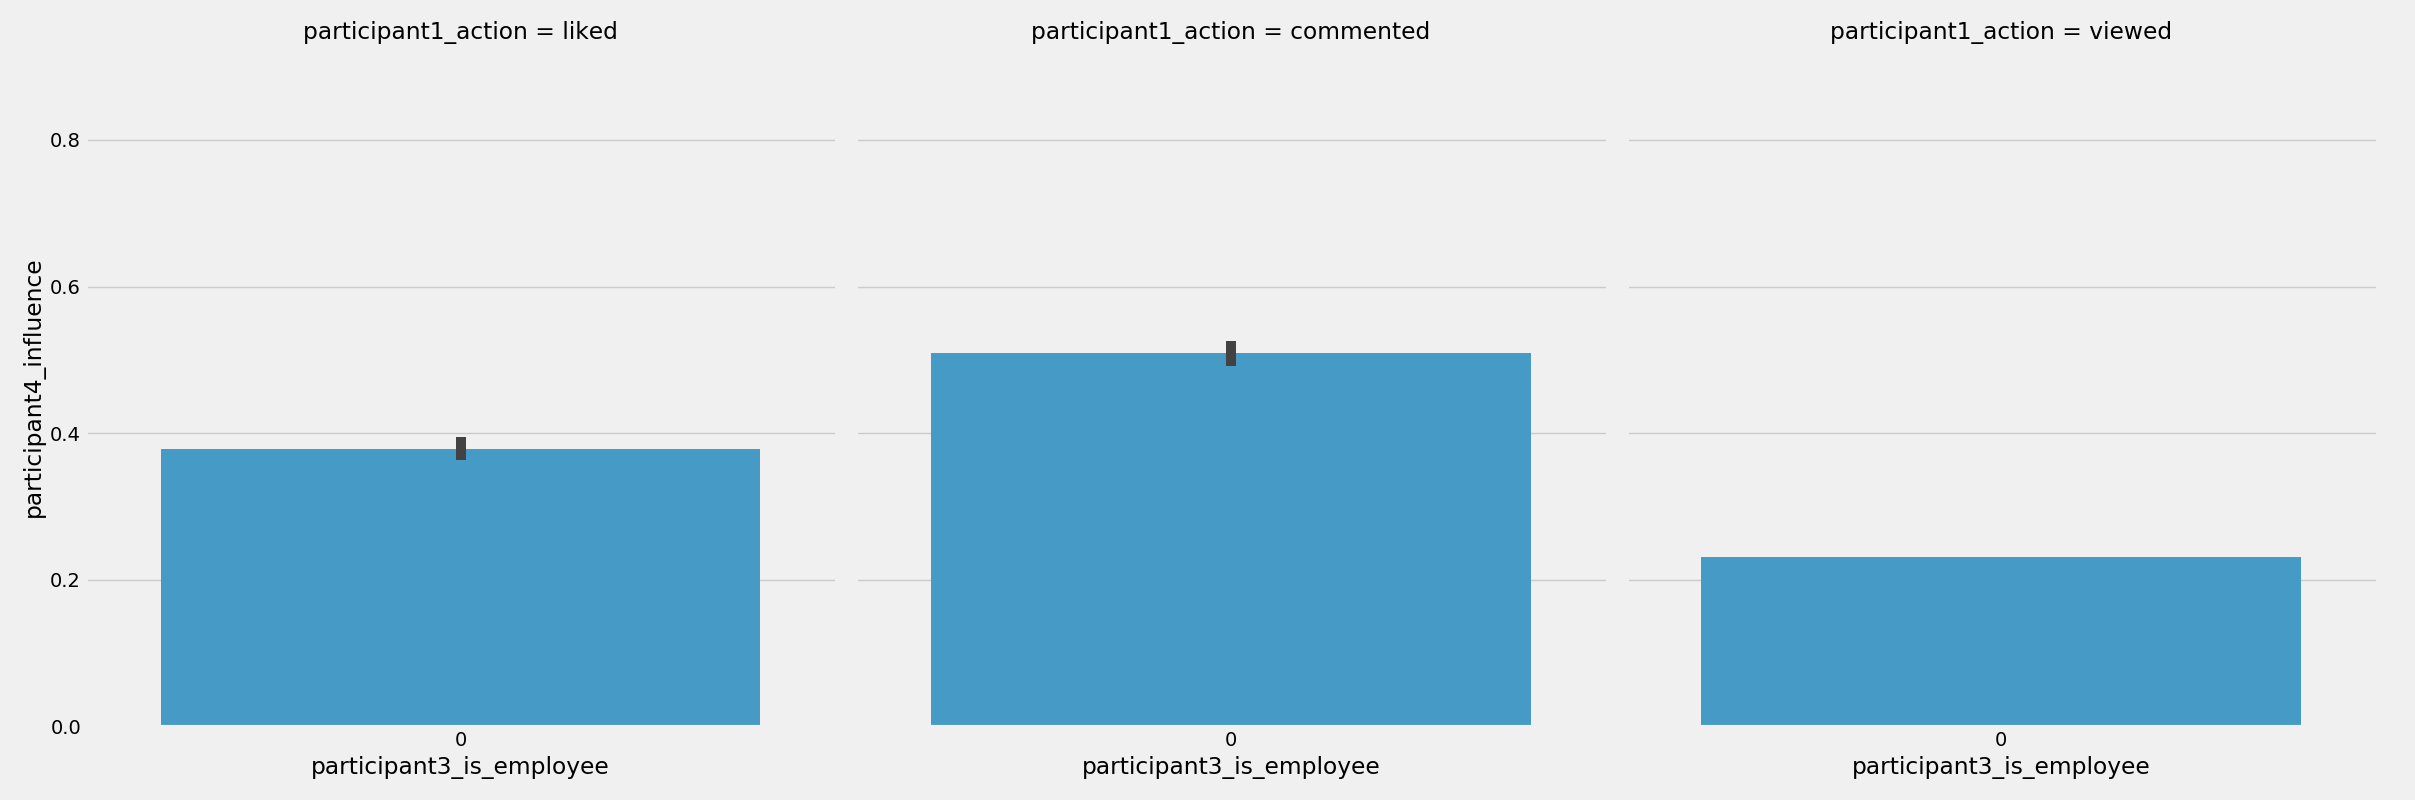 participant1_action = liked
participant1_action = commented
participant1_action = viewed
participant4_influence
0.8
0.6
0.4
0.2
0.0
0
0
0
participant3_is_employee
participant3_is_employee
participant3_is_employee